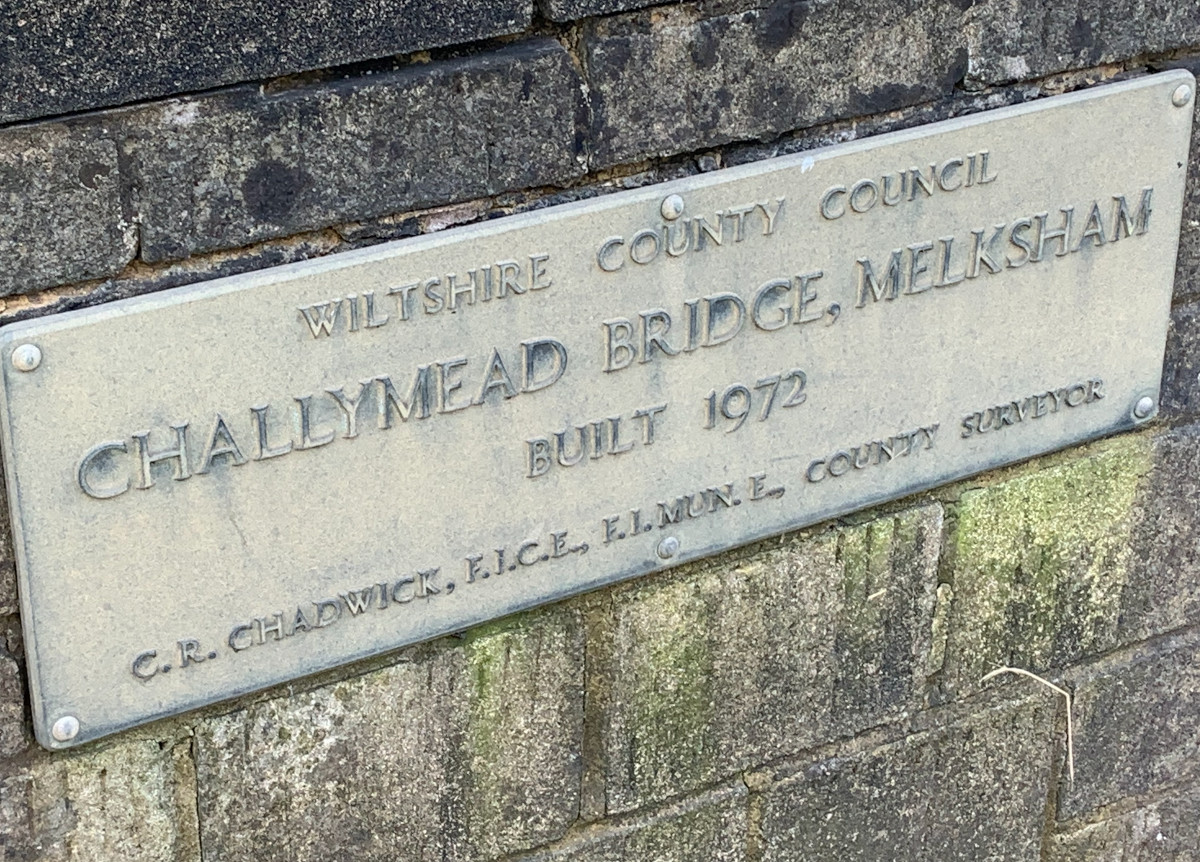 WILTSHIRE COUNTY COUNCIL
CHALLYMEAD BRIDGE, MELKSHAM
BUILT 1972
C. R. CHADWICK, F.I.C.E., F.I. MUN. E., COUNTY SURVEYOR